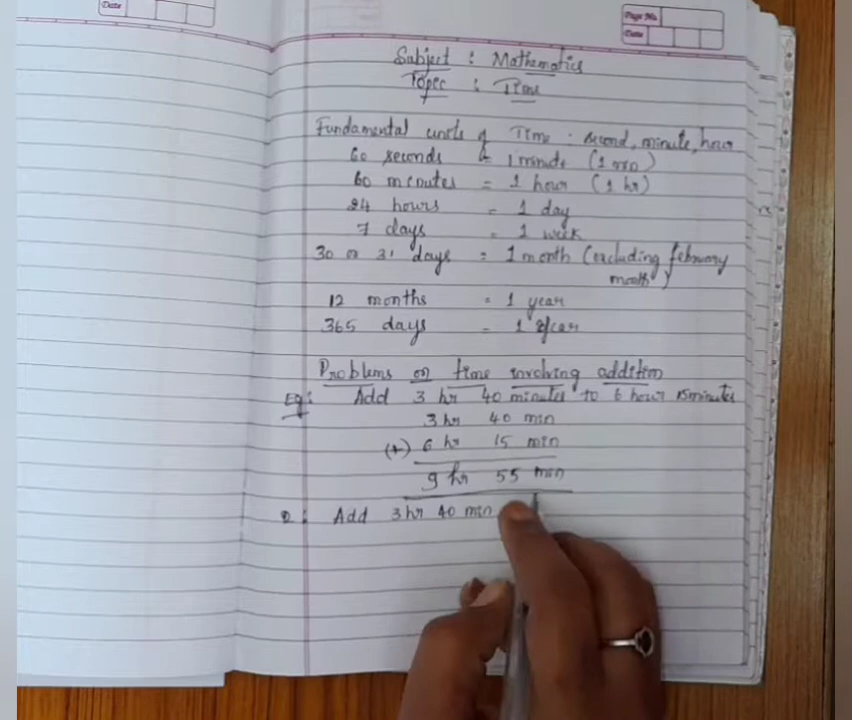 Date
Page No.
Date
Subject : Mathematics
Topic : Time
Fundamental units of Time : second, minute, hour
60 seconds = 1 minute (1 min)
60 minutes = 1 hour (1 hr)
24 hours = 1 day
7 days = 1 week
30 or 31 days = 1 month (excluding february
month)
12 months = 1 year
365 days = 1 year
Problems on time involving addition
Eg: Add 3 hr 40 minutes to 6 hour 15minutes
3 hr 40 min
(+) 6 hr 15 min
9 hr 55 min
2: Add 3 hr 40 min